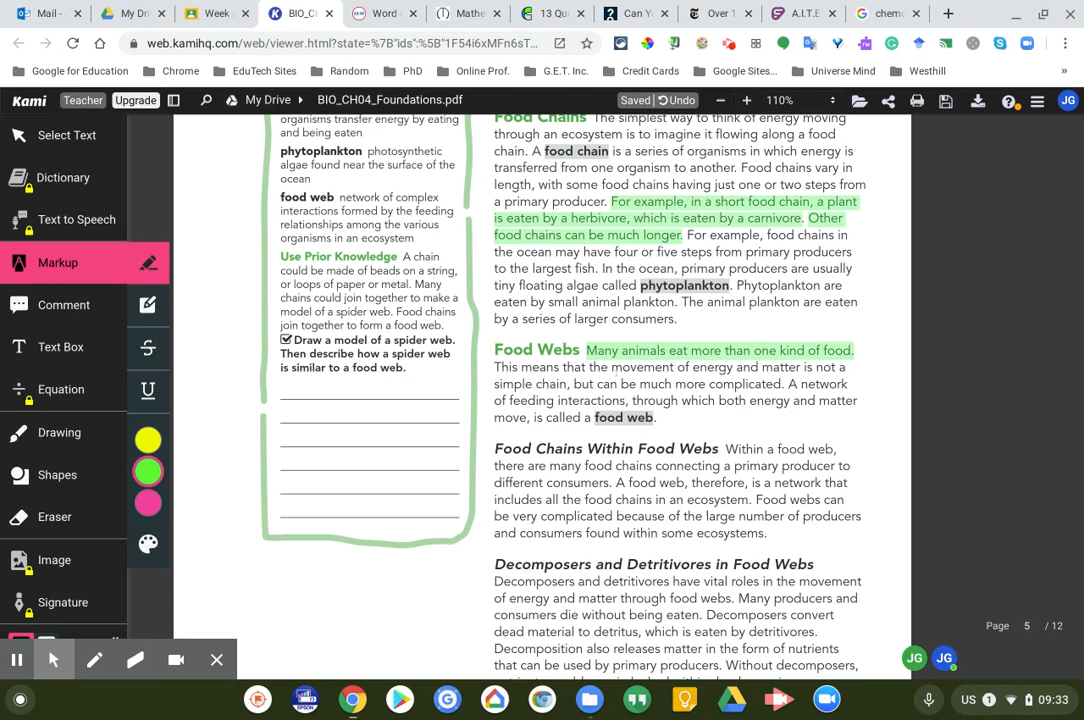 Mail -
My Dri
Week
BIO_CH
Word
Mathe
13 Que
Can Yo
Over 1
A.I.T.E
chemo
web.kamihq.com/web/viewer.html?state=%7B"ids":%5B"1F54i6xMFn6sT...
Google for Education
Chrome
EduTech Sites
Random
PhD
Online Prof.
G.E.T. Inc.
Credit Cards
Google Sites...
Universe Mind
Westhill
»
Kami
Teacher
Upgrade
My Drive
BIO_CH04_Foundations.pdf
Saved Undo
110%
JG
Select Text
Dictionary
Text to Speech
Markup
Comment
Text Box
Equation
Drawing
Shapes
Eraser
Image
Signature
organisms transfer energy by eating
and being eaten
phytoplankton photosynthetic
algae found near the surface of the
ocean
food web network of complex
interactions formed by the feeding
relationships among the various
organisms in an ecosystem
Use Prior Knowledge A chain
could be made of beads on a string,
or loops of paper or metal. Many
chains could join together to make a
model of a spider web. Food chains
join together to form a food web.
Draw a model of a spider web.
Then describe how a spider web
is similar to a food web.
Food Chains The simplest way to think of energy moving
through an ecosystem is to imagine it flowing along a food
chain. A food chain is a series of organisms in which energy is
transferred from one organism to another. Food chains vary in
length, with some food chains having just one or two steps from
a primary producer. For example, in a short food chain, a plant
is eaten by a herbivore, which is eaten by a carnivore. Other
food chains can be much longer. For example, food chains in
the ocean may have four or five steps from primary producers
to the largest fish. In the ocean, primary producers are usually
tiny floating algae called phytoplankton. Phytoplankton are
eaten by small animal plankton. The animal plankton are eaten
by a series of larger consumers.
Food Webs Many animals eat more than one kind of food.
This means that the movement of energy and matter is not a
simple chain, but can be much more complicated. A network
of feeding interactions, through which both energy and matter
move, is called a food web.
Food Chains Within Food Webs Within a food web,
there are many food chains connecting a primary producer to
different consumers. A food web, therefore, is a network that
includes all the food chains in an ecosystem. Food webs can
be very complicated because of the large number of producers
and consumers found within some ecosystems.
Decomposers and Detritivores in Food Webs
Decomposers and detritivores have vital roles in the movement
of energy and matter through food webs. Many producers and
consumers die without being eaten. Decomposers convert
dead material to detritus, which is eaten by detritivores.
Decomposition also releases matter in the form of nutrients
that can be used by primary producers. Without decomposers,
Page 5 / 12
JG JG
US 1 09:33